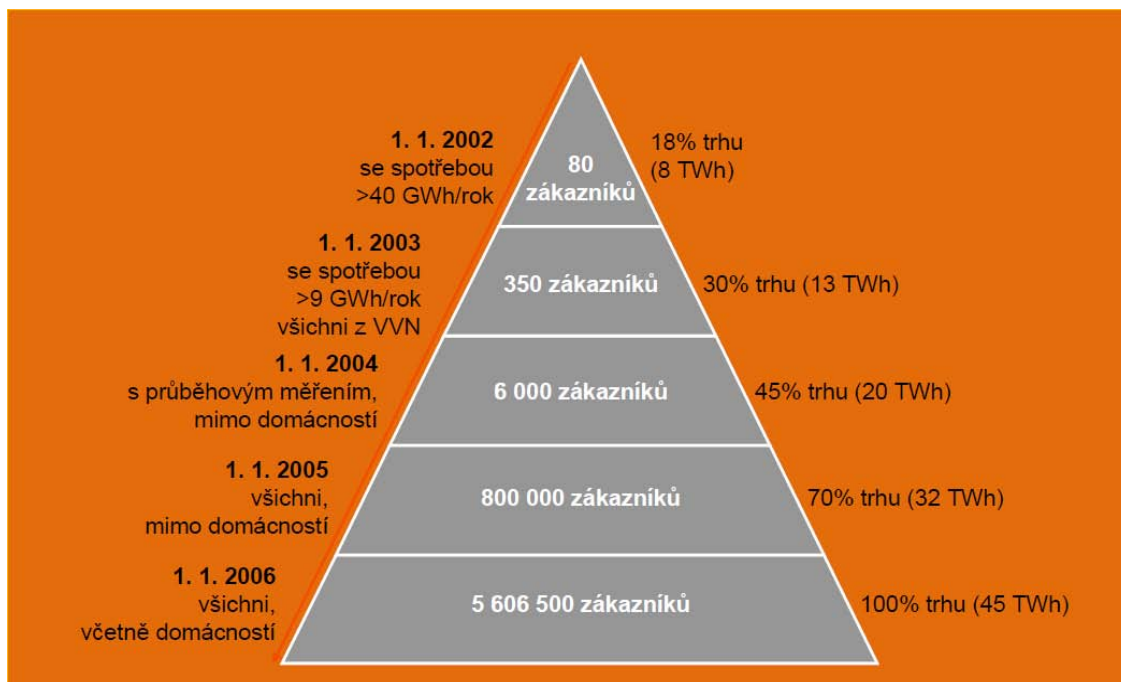 1. 1. 2002
se spotřebou
>40 GWh/rok
80
zákazníků
18% trhu
(8 TWh)
1. 1. 2003
se spotřebou
>9 GWh/rok
všichni z VVN
350 zákazníků
30% trhu (13 TWh)
1. 1. 2004
s průběhovým měřením,
mimo domácností
6 000 zákazníků
45% trhu (20 TWh)
1. 1. 2005
všichni,
mimo domácností
800 000 zákazníků
70% trhu (32 TWh)
1. 1. 2006
všichni,
včetně domácností
5 606 500 zákazníků
100% trhu (45 TWh)